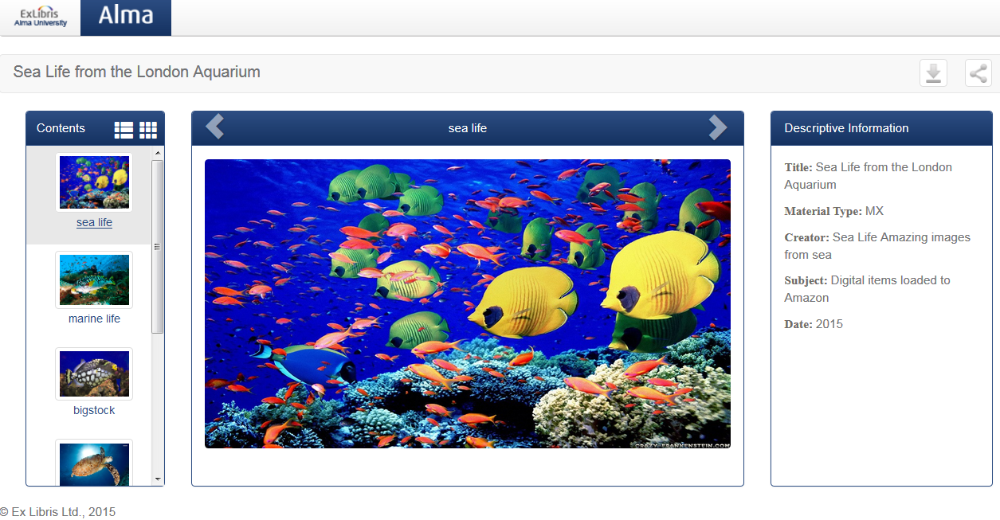 ExLibris
Alma University
Alma
Sea Life from the London Aquarium
Contents
sea life
marine life
bigstock
sea life
CRAZY-FRANKENSTEIN.COM
Descriptive Information
Title: Sea Life from the London
Aquarium
Material Type: MX
Creator: Sea Life Amazing images
from sea
Subject: Digital items loaded to
Amazon
Date: 2015
© Ex Libris Ltd., 2015